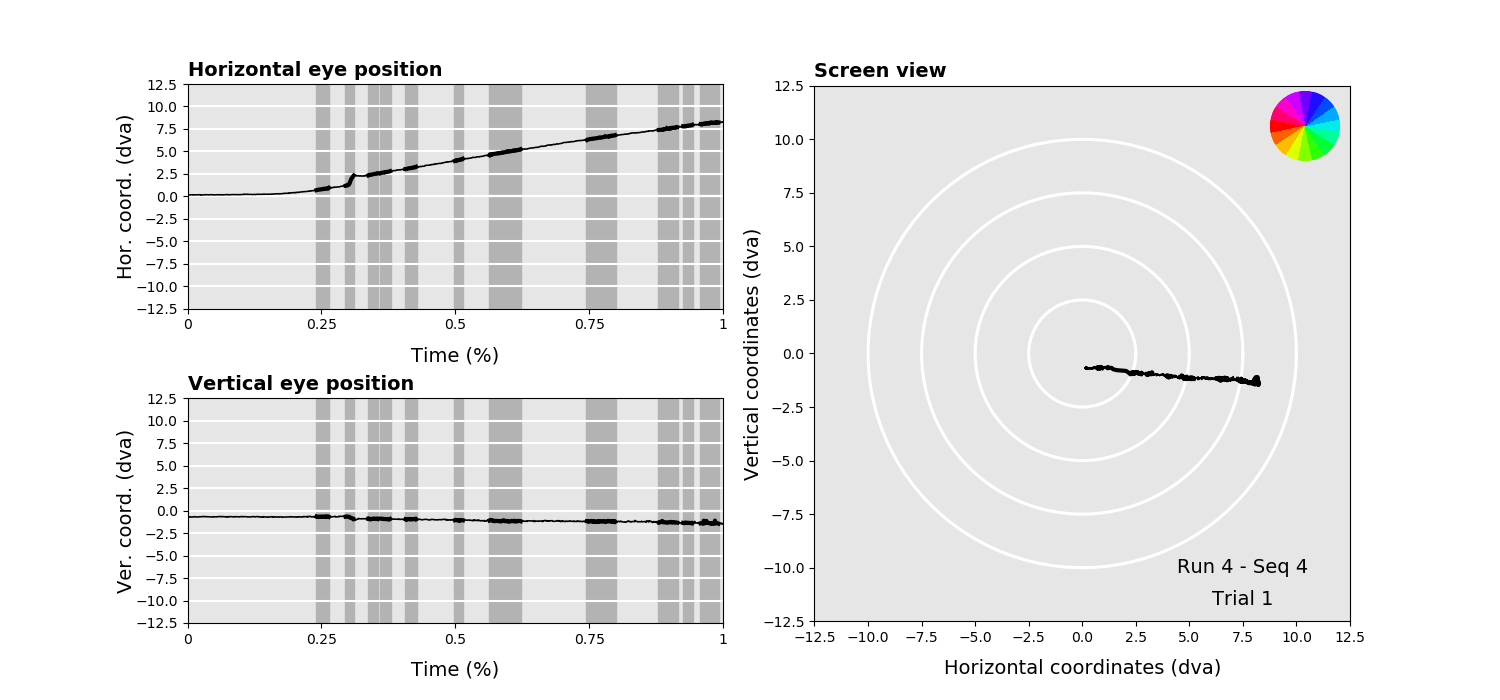 Horizontal eye position
Hor. coord. (dva)
12.5
10.0
7.5
5.0
2.5
0.0
−2.5
−5.0
−7.5
−10.0
−12.5
0 0.25 0.5 0.75 1
Time (%)
Vertical eye position
Ver. coord. (dva)
12.5
10.0
7.5
5.0
2.5
0.0
−2.5
−5.0
−7.5
−10.0
−12.5
0 0.25 0.5 0.75 1
Time (%)
Screen view
Vertical coordinates (dva)
12.5
10.0
7.5
5.0
2.5
0.0
−2.5
−5.0
−7.5
−10.0
−12.5
Run 4 - Seq 4
Trial 1
−12.5 −10.0 −7.5 −5.0 −2.5 0.0 2.5 5.0 7.5 10.0 12.5
Horizontal coordinates (dva)